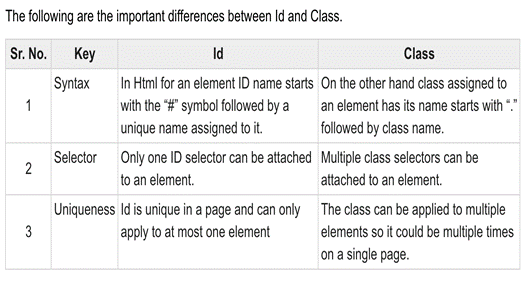 The following are the important differences between Id and Class.
Sr. No. Key Id Class
1 Syntax In Html for an element ID name starts with the “#” symbol followed by a unique name assigned to it. On the other hand class assigned to an element has its name starts with “.” followed by class name.
2 Selector Only one ID selector can be attached to an element. Multiple class selectors can be attached to an element.
3 Uniqueness Id is unique in a page and can only apply to at most one element The class can be applied to multiple elements so it could be multiple times on a single page.